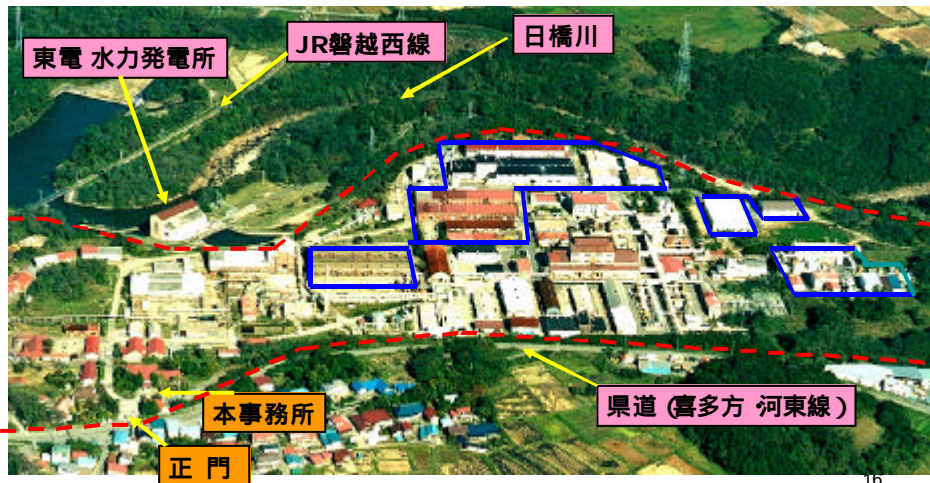 東電 水力発電所
JR磐越西線
日橋川
本事務所
正 門
県道 (喜多方・河東線 )
16